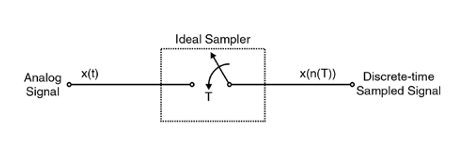 Ideal Sampler
x(t)
x(n(T))
Analog
Signal
T
Discrete-time
Sampled Signal